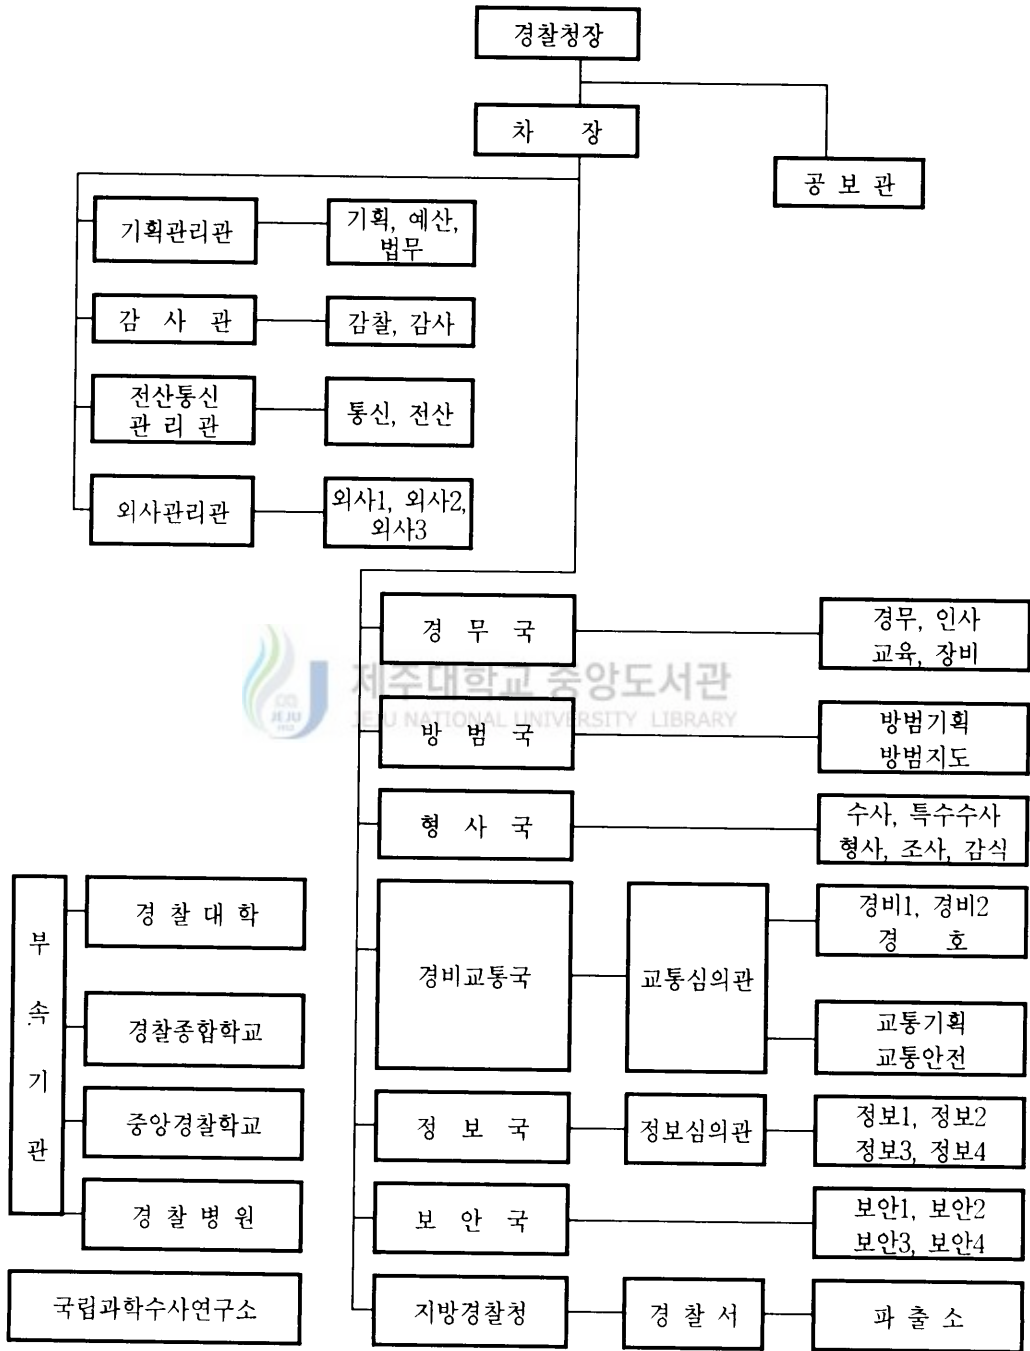 경찰청장
차 장
공 보 관
기획관리관
기획, 예산,
법무
감 사 관
감찰, 감사
전산통신
관 리 관
통신, 전산
외사관리관
외사1, 외사2,
외사3
경 무 국
경무, 인사
교육, 장비
제주대학교 중앙도서관
JEJU NATIONAL UNIVERSITY LIBRARY
JEJU
1952
방 범 국
방범기획
방범지도
형 사 국
수사, 특수수사
형사, 조사, 감식
부
속
기
관
경 찰 대 학
경찰종합학교
중앙경찰학교
경 찰 병 원
국립과학수사연구소
경비교통국
교통심의관
경비1, 경비2
경 호
교통기획
교통안전
정 보 국
정보심의관
정보1, 정보2
정보3, 정보4
보 안 국
보안1, 보안2
보안3, 보안4
지방경찰청
경 찰 서
파 출 소